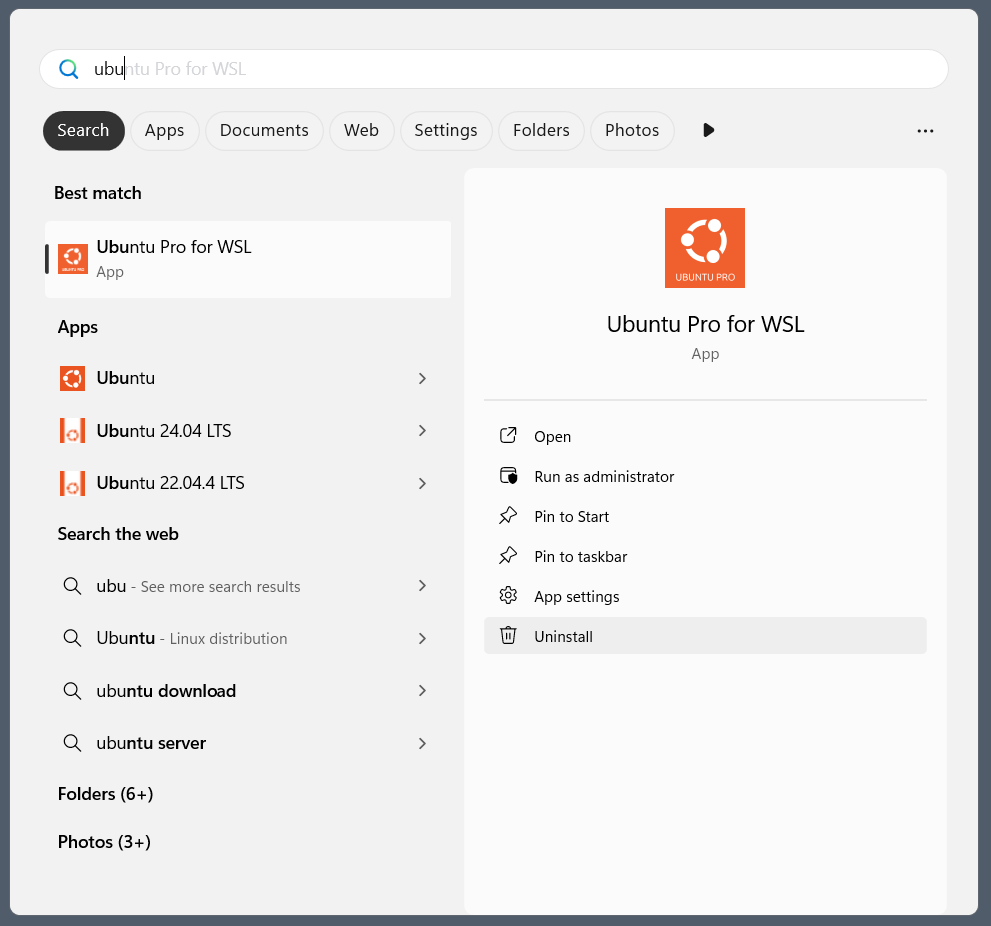 ubuntu Pro for WSL
Search Apps Documents Web Settings Folders Photos
Best match
Ubuntu Pro for WSL
App
UBUNTU PRO
Apps
Ubuntu
Ubuntu 24.04 LTS
Ubuntu 22.04.4 LTS
Search the web
ubu - See more search results
Ubuntu - Linux distribution
ubuntu download
ubuntu server
Folders (6+)
Photos (3+)
UBUNTU PRO
Ubuntu Pro for WSL
App
Open
Run as administrator
Pin to Start
Pin to taskbar
App settings
Uninstall